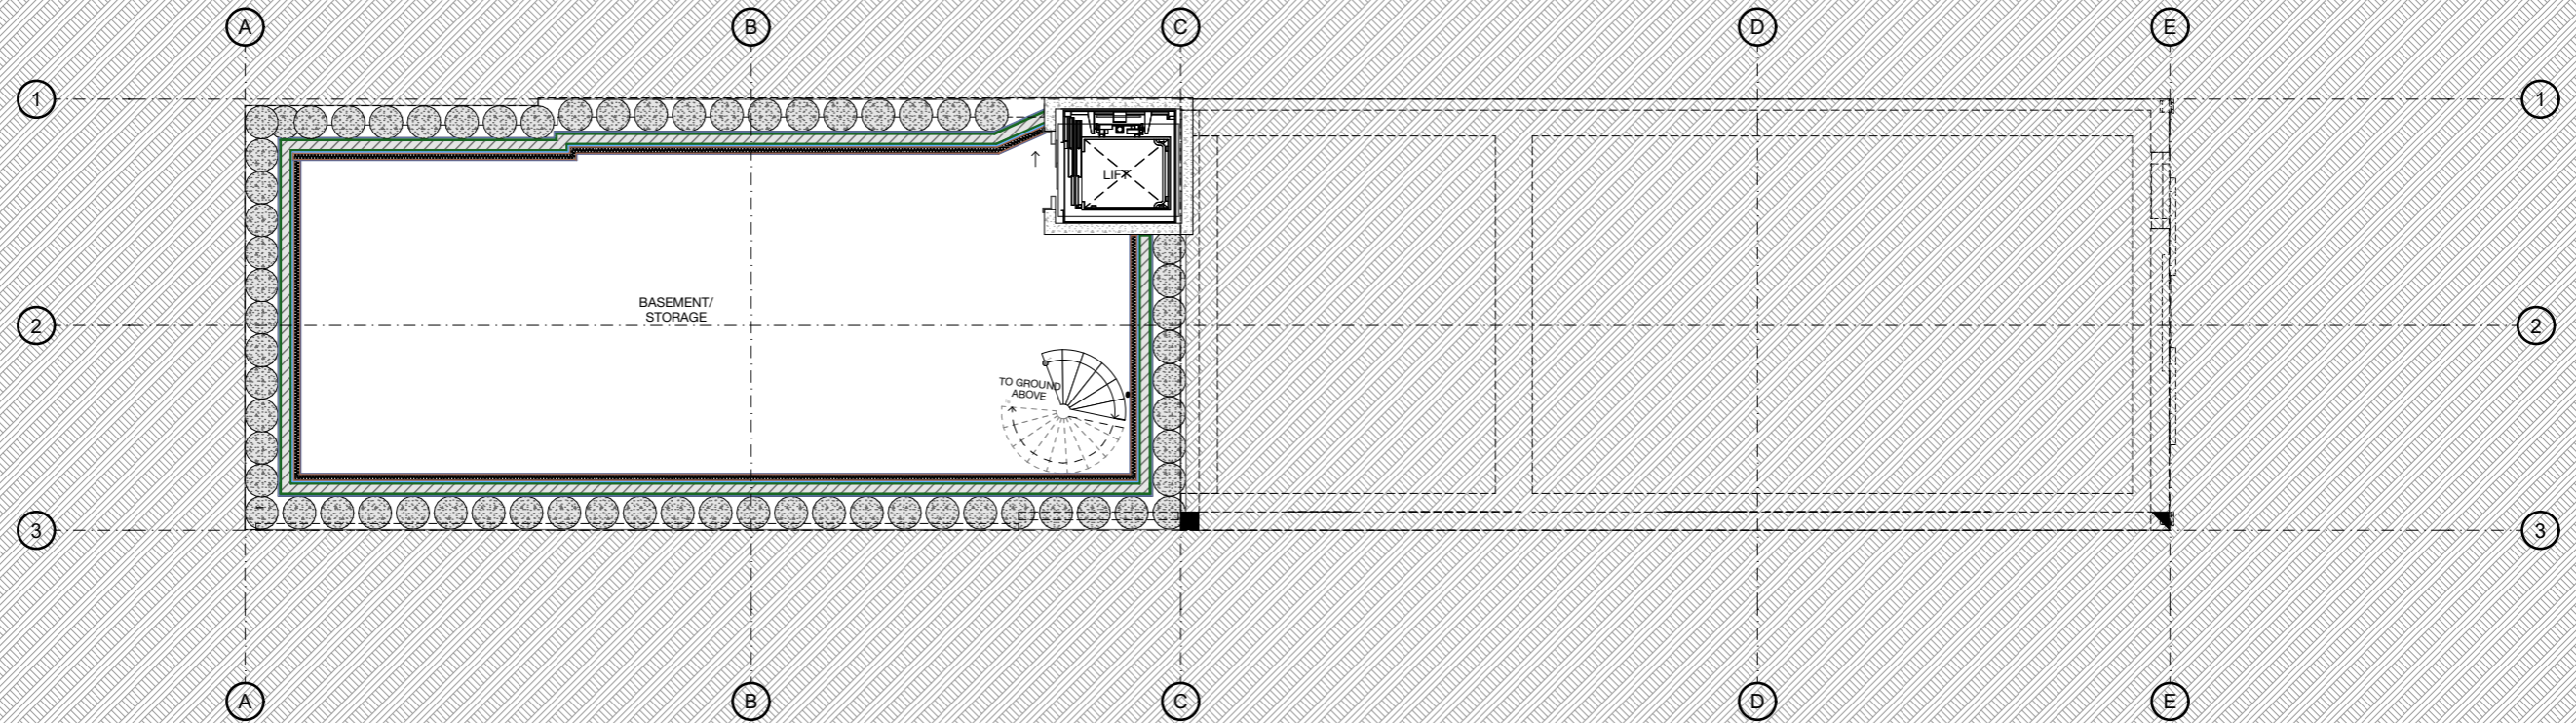 A B C D E
1 1
LIFT
BASEMENT/
STORAGE
2 2
TO GROUND
ABOVE
3 3
A B C D E